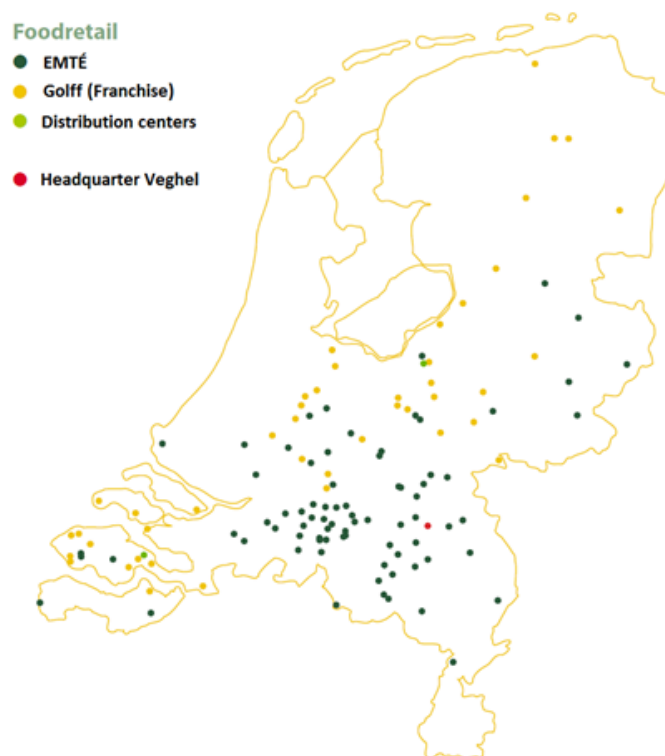 Foodretail
EMTÉ
Golff (Franchise)
Distribution centers
Headquarter Veghel